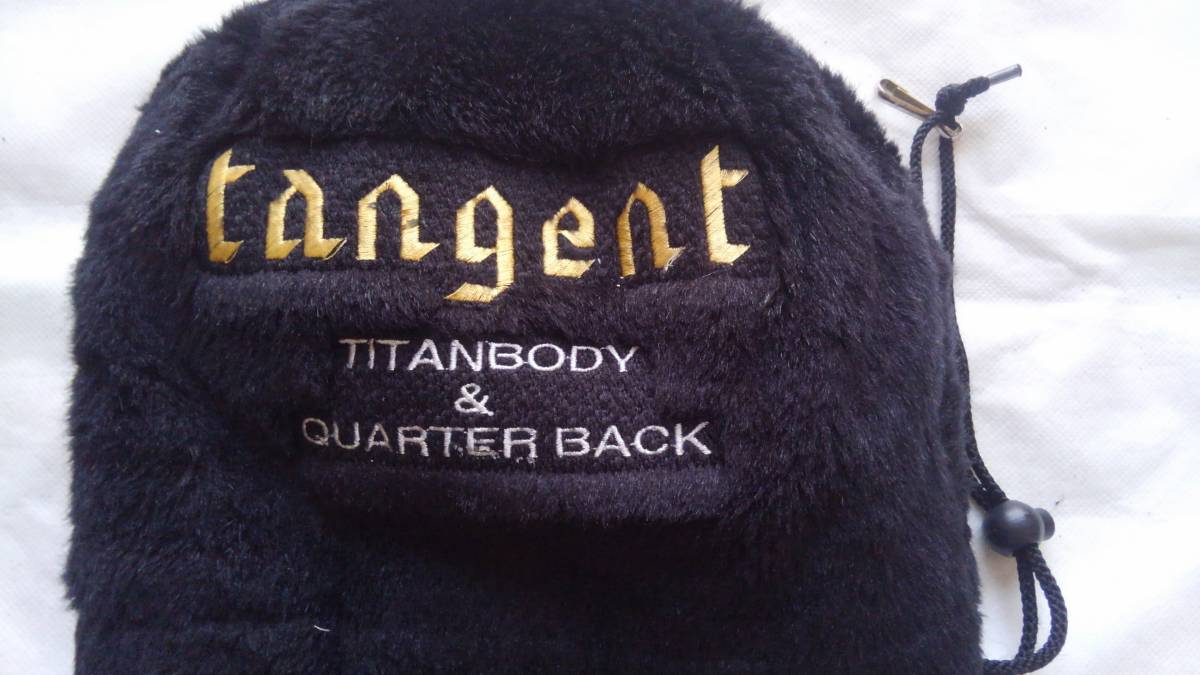 tangent
TITANBODY
&
QUARTER BACK